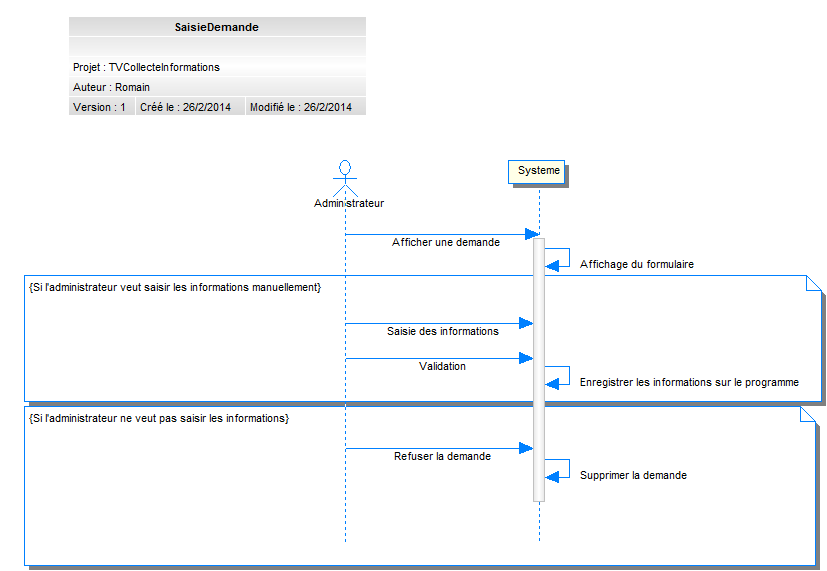 SaisieDemande
Projet : TVCollecteInformations
Auteur : Romain
Version : 1 Créé le : 26/2/2014 Modifié le : 26/2/2014
Systeme
Administrateur
Afficher une demande
Affichage du formulaire
{Si l'administrateur veut saisir les informations manuellement}
Saisie des informations
Validation
Enregistrer les informations sur le programme
{Si l'administrateur ne veut pas saisir les informations}
Refuser la demande
Supprimer la demande